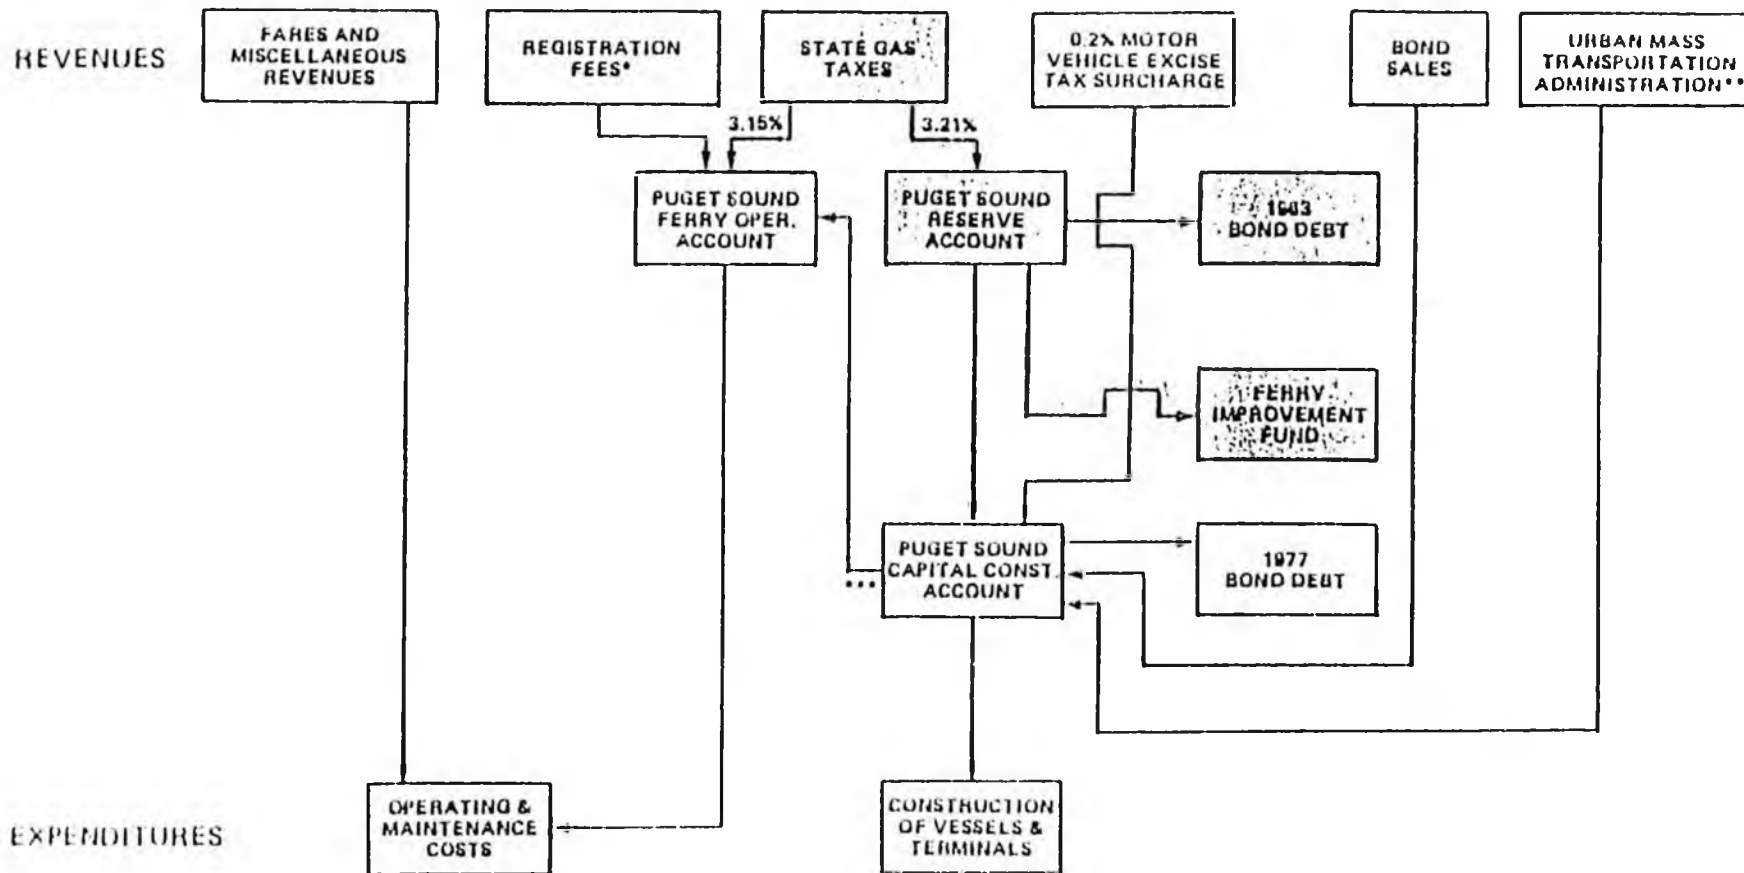 REVENUES
FARES AND
MISCELLANEOUS
REVENUES
REGISTRATION
FEES*
STATE GAS
TAXES
0.2% MOTOR
VEHICLE EXCISE
TAX SURCHARGE
BOND
SALES
URBAN MASS
TRANSPORTATION
ADMINISTRATION**
3.15%
3.21%
PUGET SOUND
FERRY OPER.
ACCOUNT
PUGET SOUND
RESERVE
ACCOUNT
1963
BOND DEBT
FERRY
IMPROVEMENT
FUND
PUGET SOUND
CAPITAL CONST.
ACCOUNT
***
1977
BOND DEBT
EXPENDITURES
OPERATING &
MAINTENANCE
COSTS
CONSTRUCTION
OF VESSELS &
TERMINALS